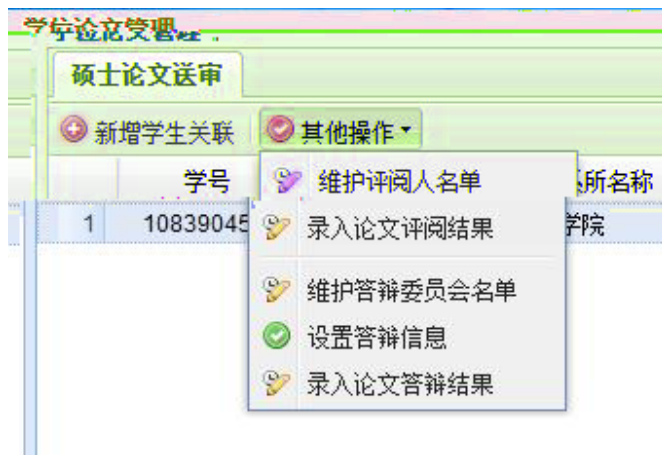 学位论文管理
硕士论文送审
新增学生关联 其他操作
学号 维护评阅人名单 所名称
1 10839045 录入论文评阅结果 学院
维护答辩委员会名单
设置答辩信息
录入论文答辩结果